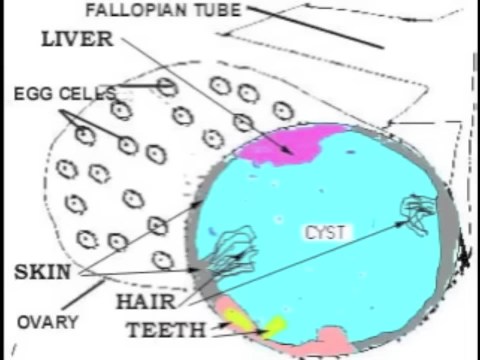 FALLOPIAN TUBE
LIVER
EGG CELLS
CYST
SKIN
HAIR
OVARY
TEETH